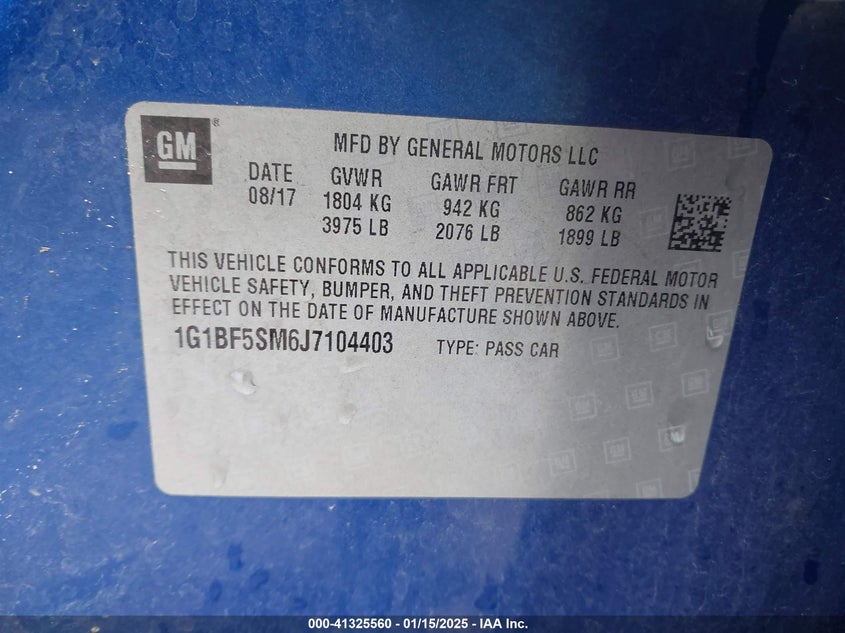 GM
MFD BY GENERAL MOTORS LLC
DATE GVWR GAWR FRT GAWR RR
08/17 1804 KG 942 KG 862 KG
3975 LB 2076 LB 1899 LB
THIS VEHICLE CONFORMS TO ALL APPLICABLE U.S. FEDERAL MOTOR
VEHICLE SAFETY, BUMPER, AND THEFT PREVENTION STANDARDS IN
EFFECT ON THE DATE OF MANUFACTURE SHOWN ABOVE.
1G1BF5SM6J7104403 TYPE: PASS CAR
000-41325560 - 01/15/2025 - IAA Inc.